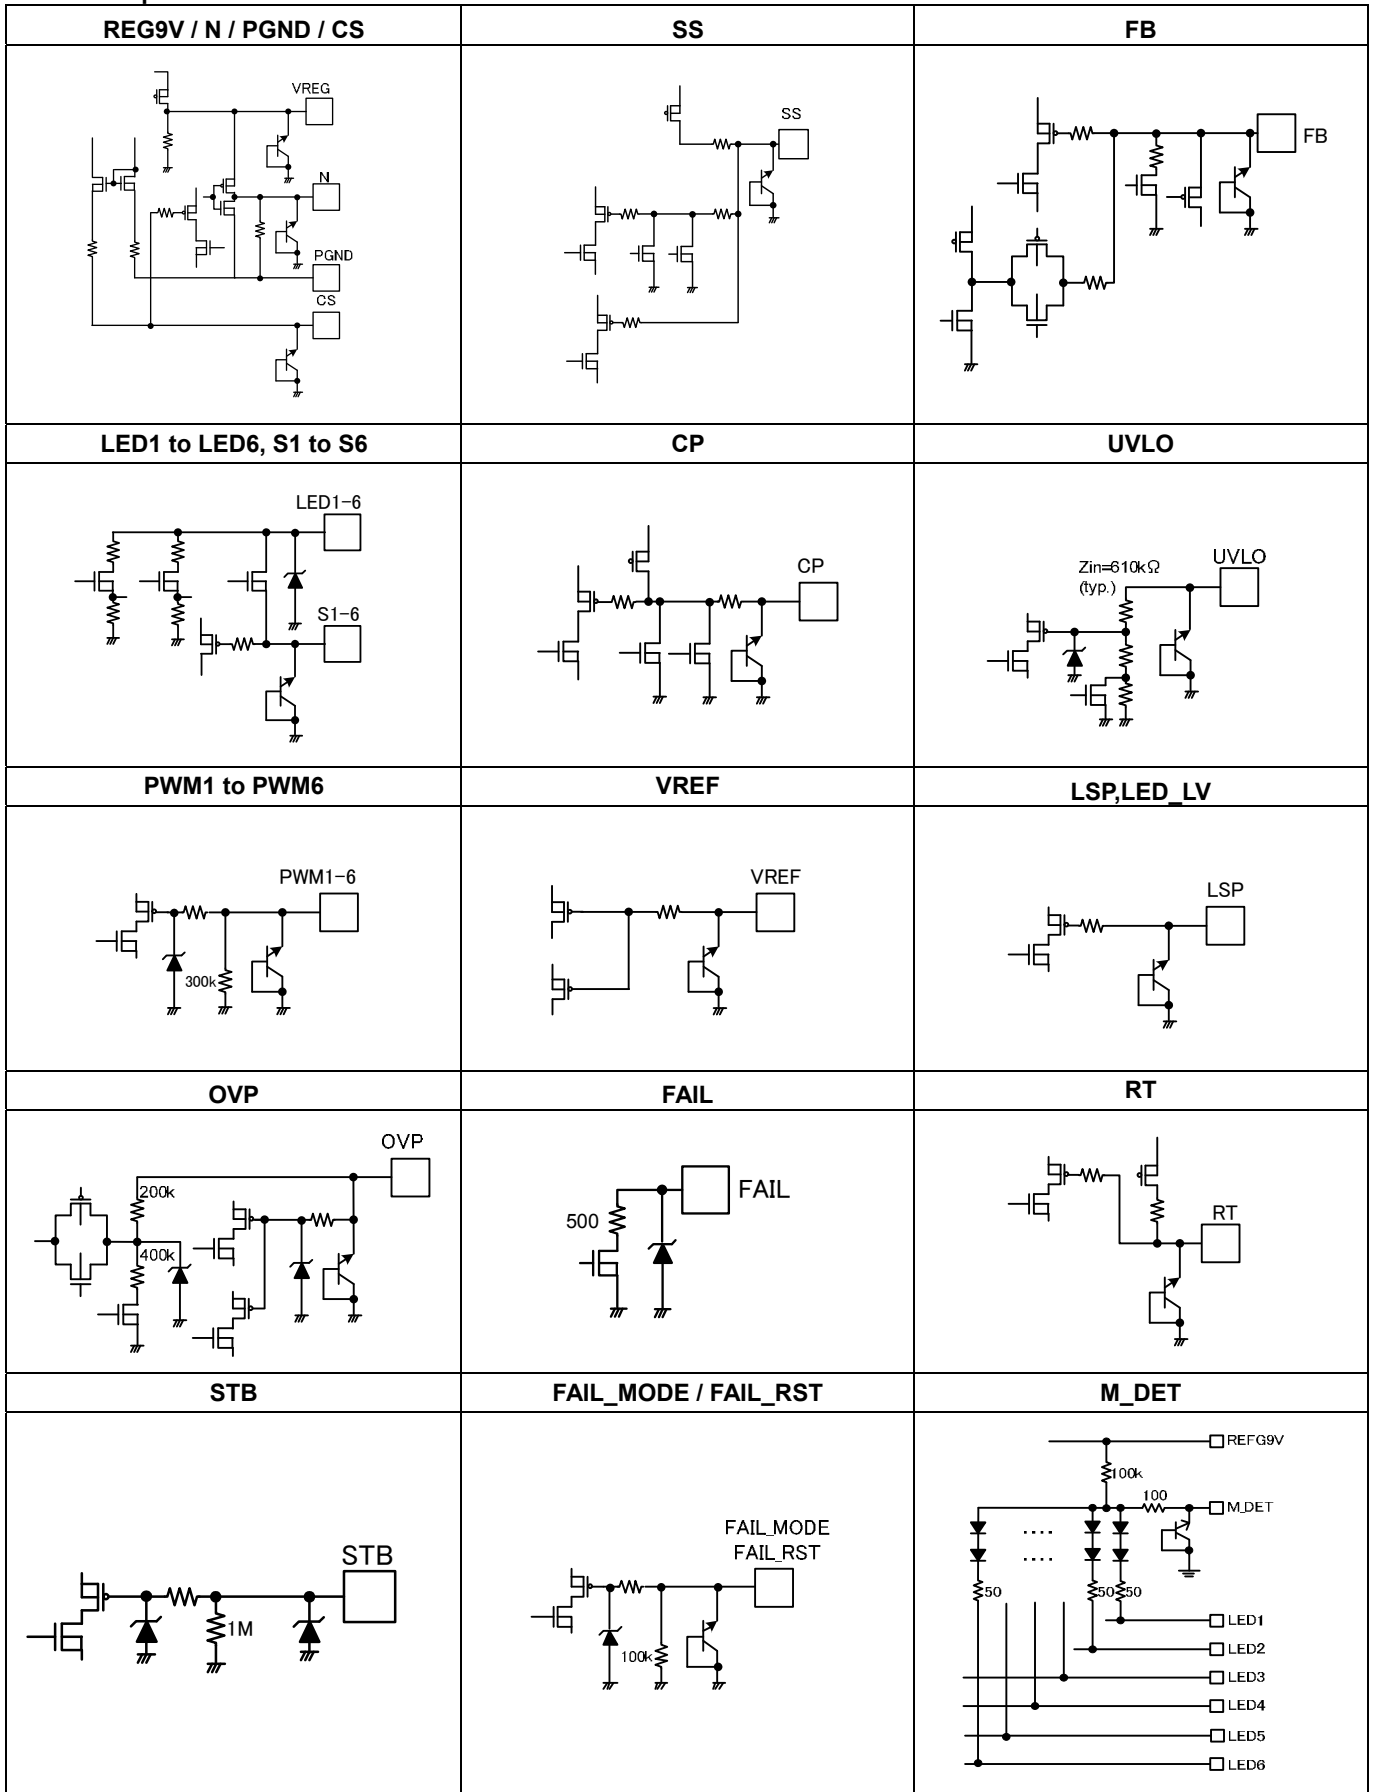 REG9V / N / PGND / CS
SS
FB
VREG
N
PGND
CS
SS
FB
LED1 to LED6, S1 to S6
CP
UVLO
LED1-6
S1-6
CP
Zin=610kΩ
(typ.)
UVLO
PWM1 to PWM6
VREF
LSP,LED_LV
PWM1-6
300k
VREF
LSP
OVP
FAIL
RT
OVP
200k
400k
FAIL
500
RT
STB
FAIL_MODE / FAIL_RST
M_DET
STB
1M
FAIL_MODE
FAIL_RST
100k
REFG9V
100k
100
M_DET
50
50
50
LED1
LED2
LED3
LED4
LED5
LED6